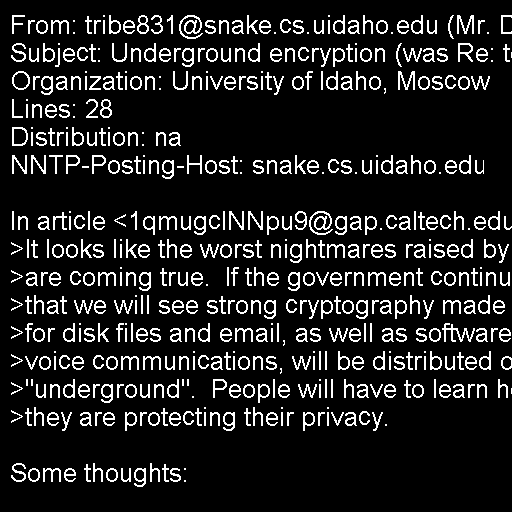 From: tribe831@snake.cs.uidaho.edu (Mr.
Subject: Underground encryption (was Re:
Organization: University of Idaho, Moscow
Lines: 28
Distribution: na
NNTP-Posting-Host: snake.cs.uidaho.edu
In article <1qmugcINNpu9@gap.caltech.edu
>It looks like the worst nightmares raised by
>are coming true.  If the government
>that we will see strong cryptography made
>for disk files and email, as well as software
>voice communications, will be distributed
>"underground".  People will have to learn
>they are protecting their privacy.
Some thoughts: